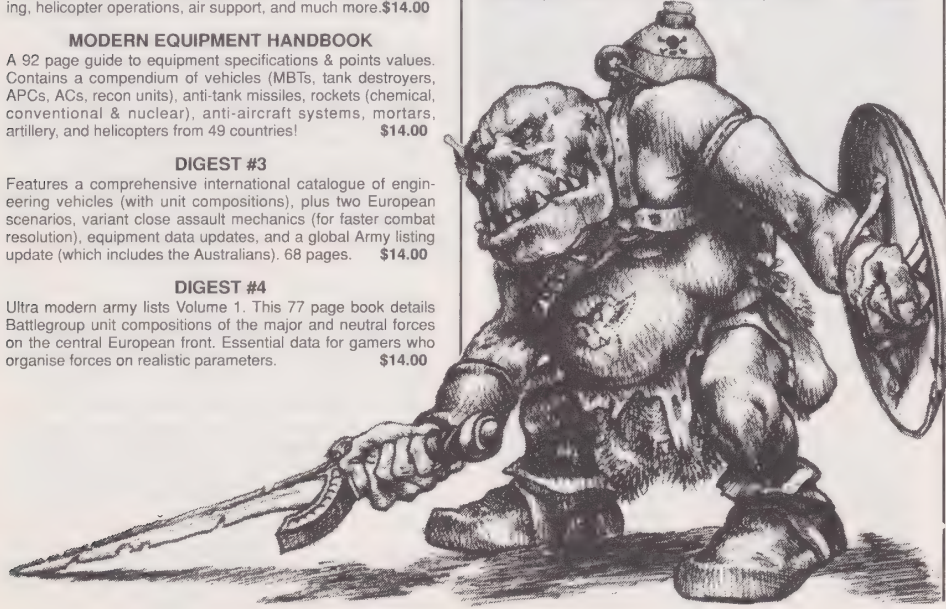 ing, helicopter operations, air support, and much more.$14.00
MODERN EQUIPMENT HANDBOOK
A 92 page guide to equipment specifications & points values.
Contains a compendium of vehicles (MBTs, tank destroyers,
APCs, ACs, recon units), anti-tank missiles, rockets (chemical,
conventional & nuclear), anti-aircraft systems, mortars,
artillery, and helicopters from 49 countries! $14.00
DIGEST #3
Features a comprehensive international catalogue of engin-
eering vehicles (with unit compositions), plus two European
scenarios, variant close assault mechanics (for faster combat
resolution), equipment data updates, and a global Army listing
update (which includes the Australians). 68 pages. $14.00
DIGEST #4
Ultra modern army lists Volume 1. This 77 page book details
Battlegroup unit compositions of the major and neutral forces
on the central European front. Essential data for gamers who
organise forces on realistic parameters. $14.00